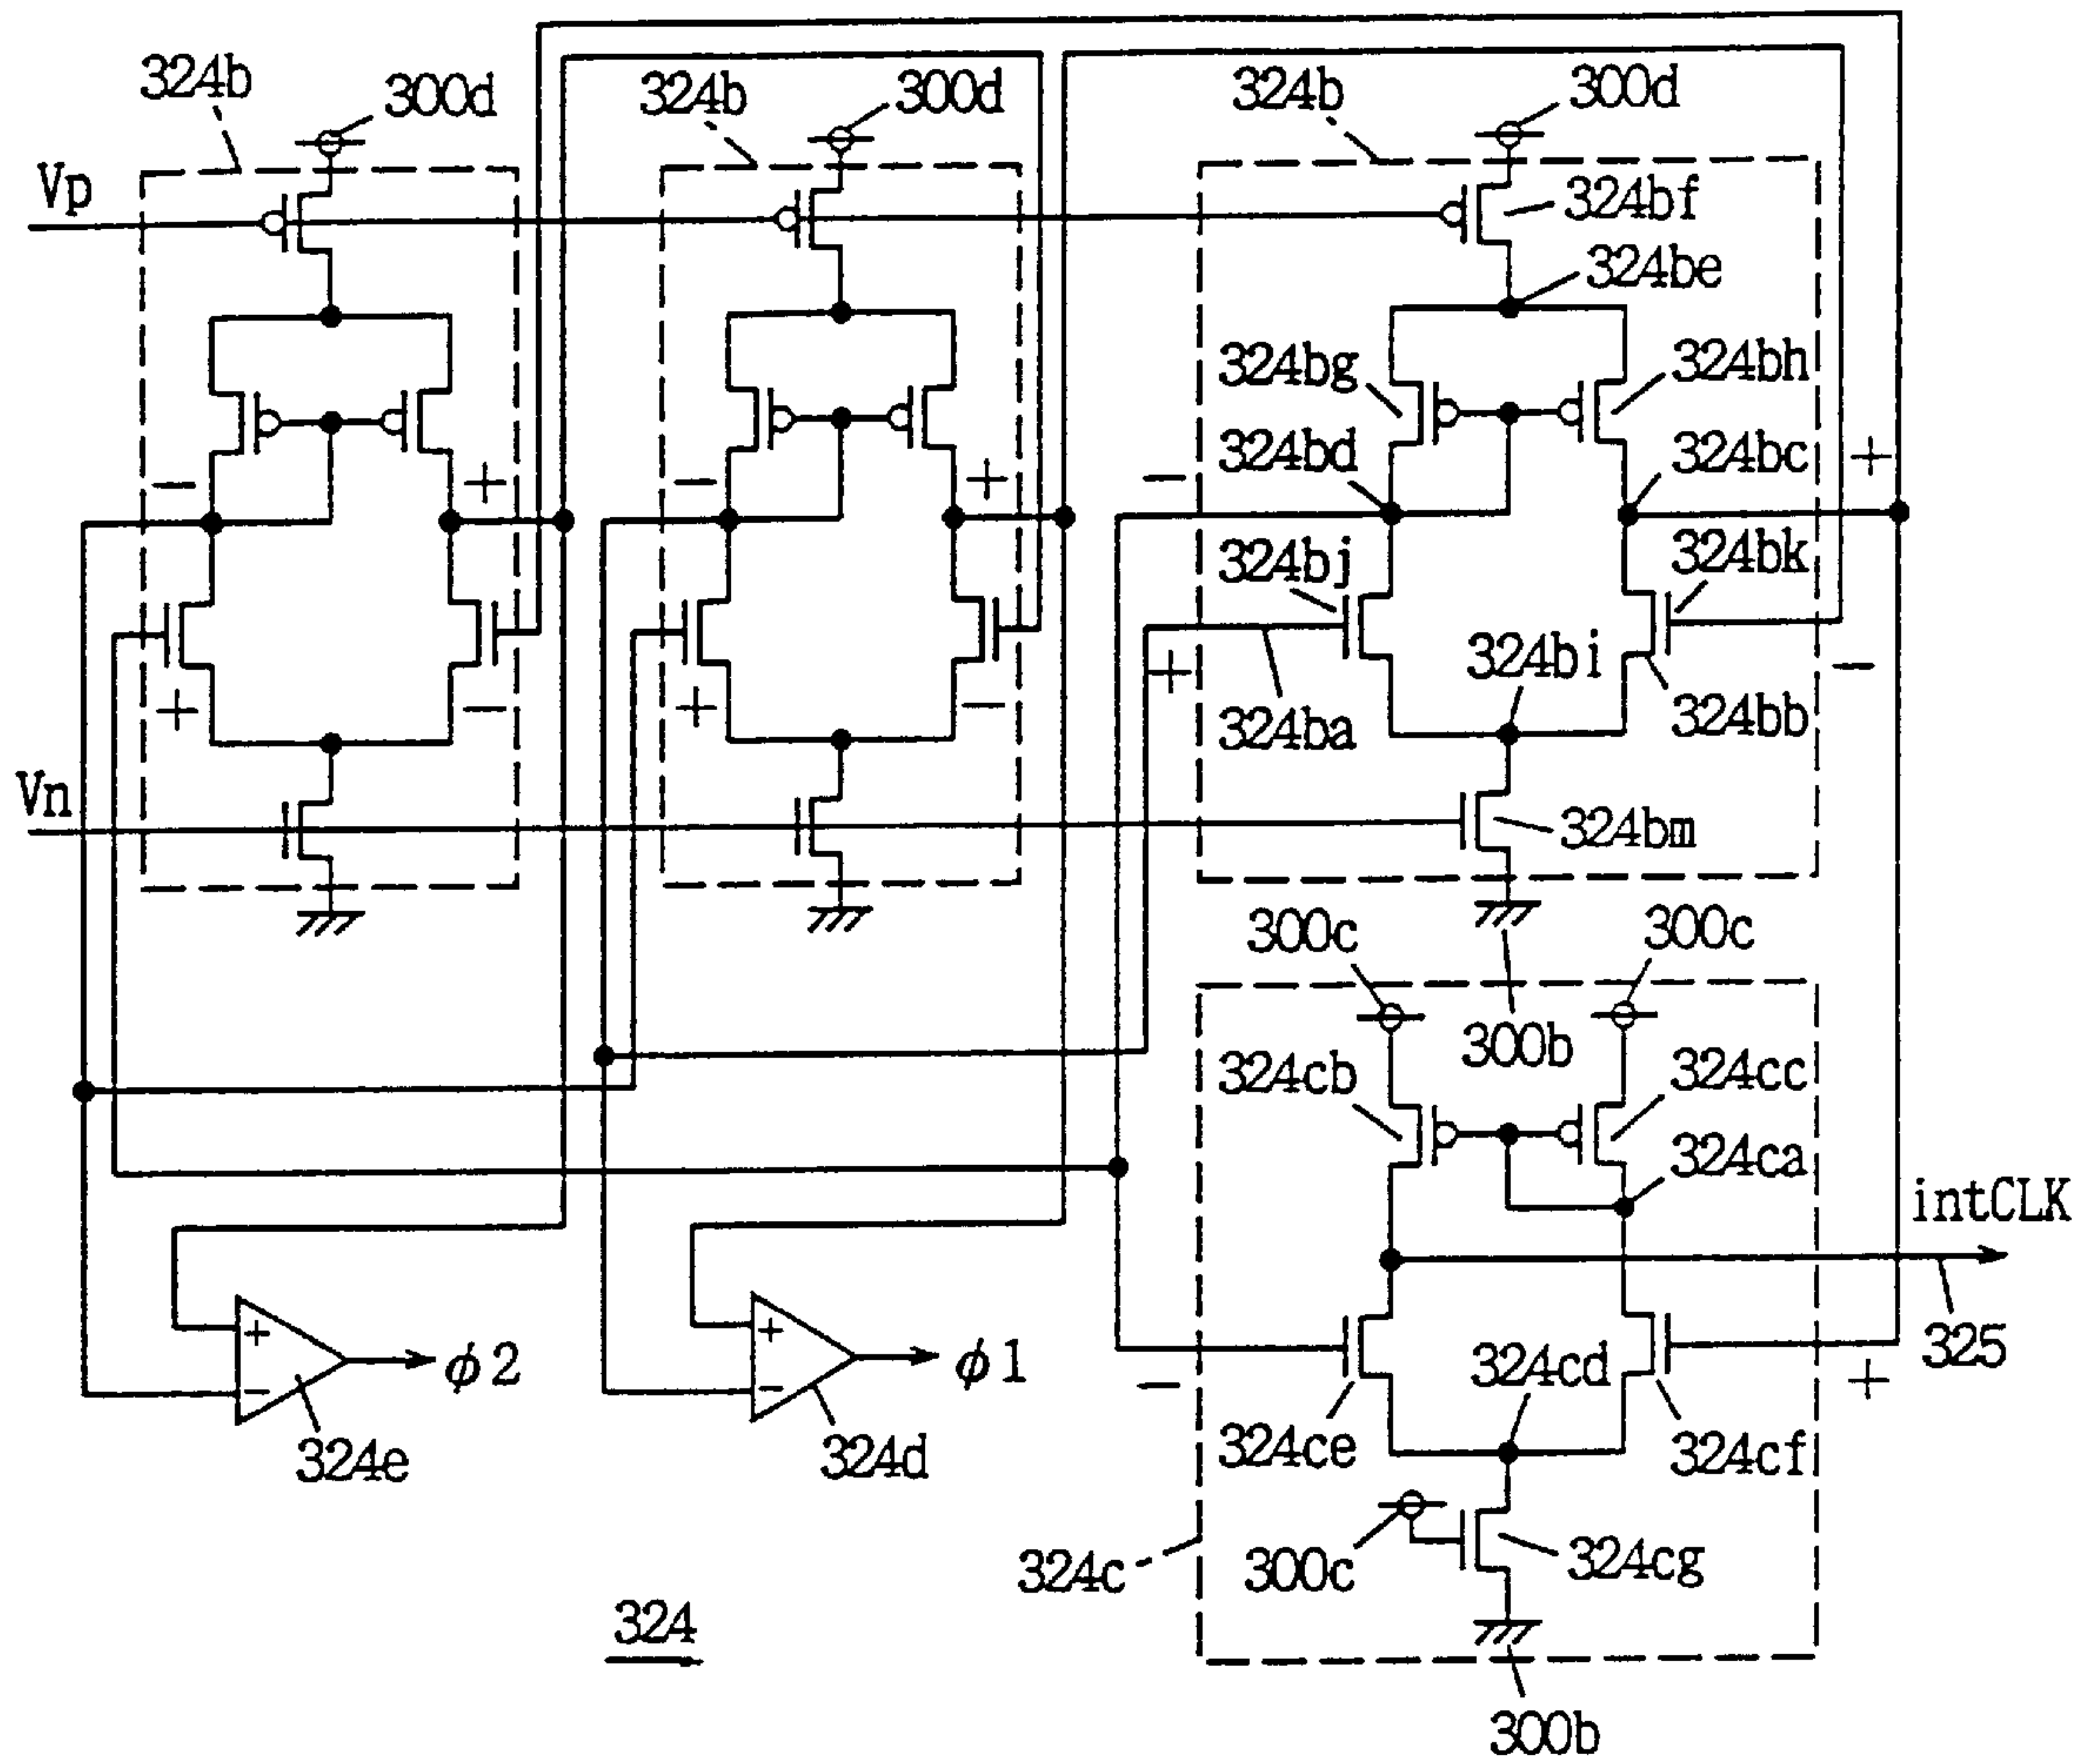 324b
300d
324b
300d
324b
300d
Vp
324bf
324be
324bg
324bh
324bd
324bc
−
+
−
+
−
+
324bj
324bk
324bi
+
−
+
−
+
−
324ba
324bb
Vn
324bm
300c
300c
300b
324cb
324cc
324ca
intCLK
+
−
φ2
+
−
φ1
325
324cd
−
+
324e
324d
324ce
324cf
324c
300c
324cg
324
300b